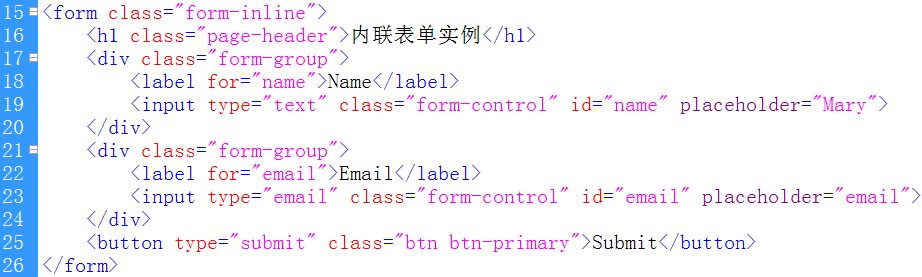 15 <form class="form-inline">
16     <h1 class="page-header">内联表单实例</h1>
17     <div class="form-group">
18         <label for="name">Name</label>
19         <input type="text" class="form-control" id="name" placeholder="Mary">
20     </div>
21     <div class="form-group">
22         <label for="email">Email</label>
23         <input type="email" class="form-control" id="email" placeholder="email">
24     </div>
25     <button type="submit" class="btn btn-primary">Submit</button>
26 </form>